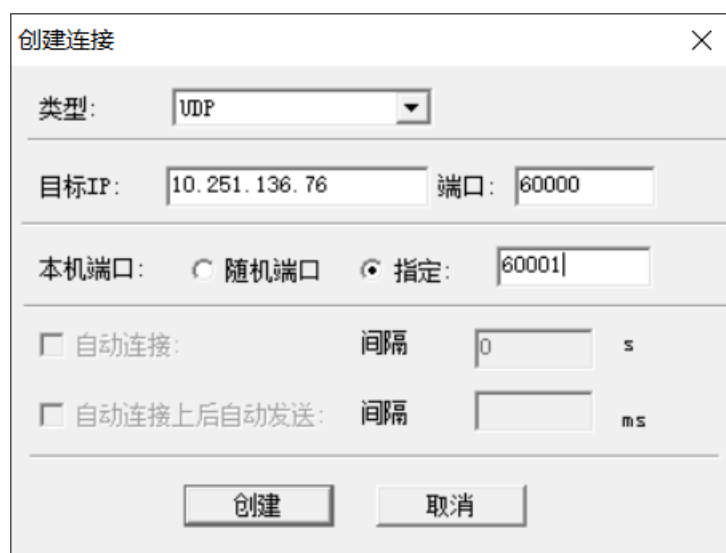 创建连接
类型: UDP
目标IP: 10.251.136.76 端口: 60000
本机端口: 随机端口 指定: 60001
自动连接: 间隔 0 s
自动连接上后自动发送: 间隔 ms
创建 取消